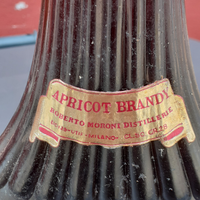 APRICOT BRANDY
ROBERTO MORONI DISTILLERIE
MILANO